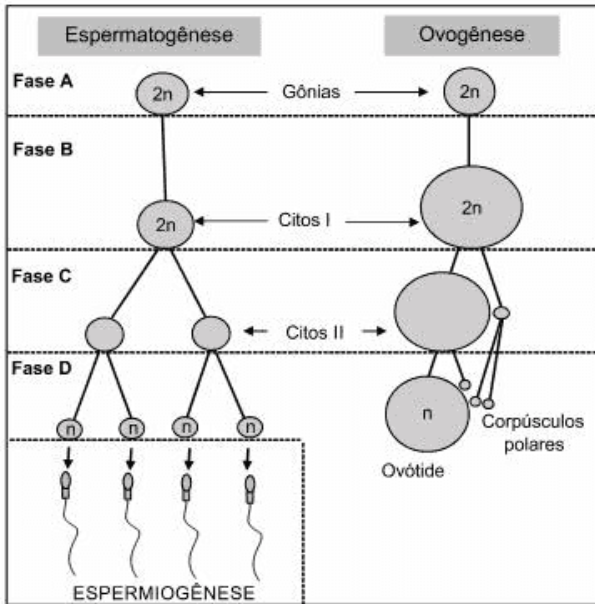 Espermatogênese Ovogênese
Fase A
2n Gônias 2n
Fase B
2n Citos I 2n
Fase C
Citos II
Fase D
n n n n n
Corpúsculos
polares
Ovótide
ESPERMIOGÊNESE